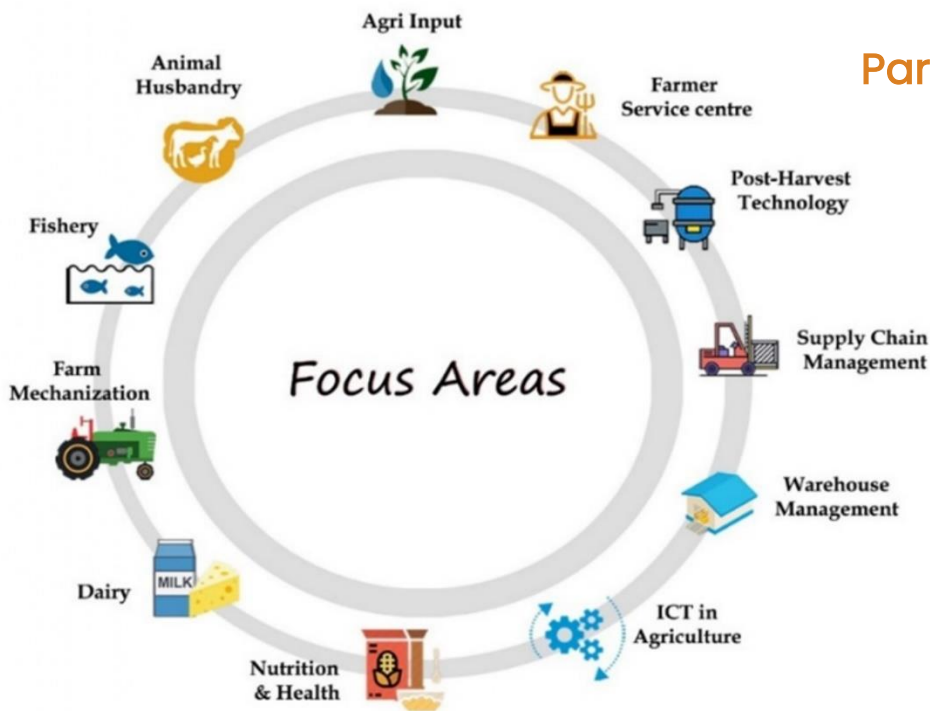 Agri Input
Par
Animal
Husbandry
Farmer
Service centre
Post-Harvest
Technology
Fishery
Supply Chain
Management
Focus Areas
Farm
Mechanization
Warehouse
Management
MILK
Dairy
ICT in
Agriculture
Nutrition
& Health